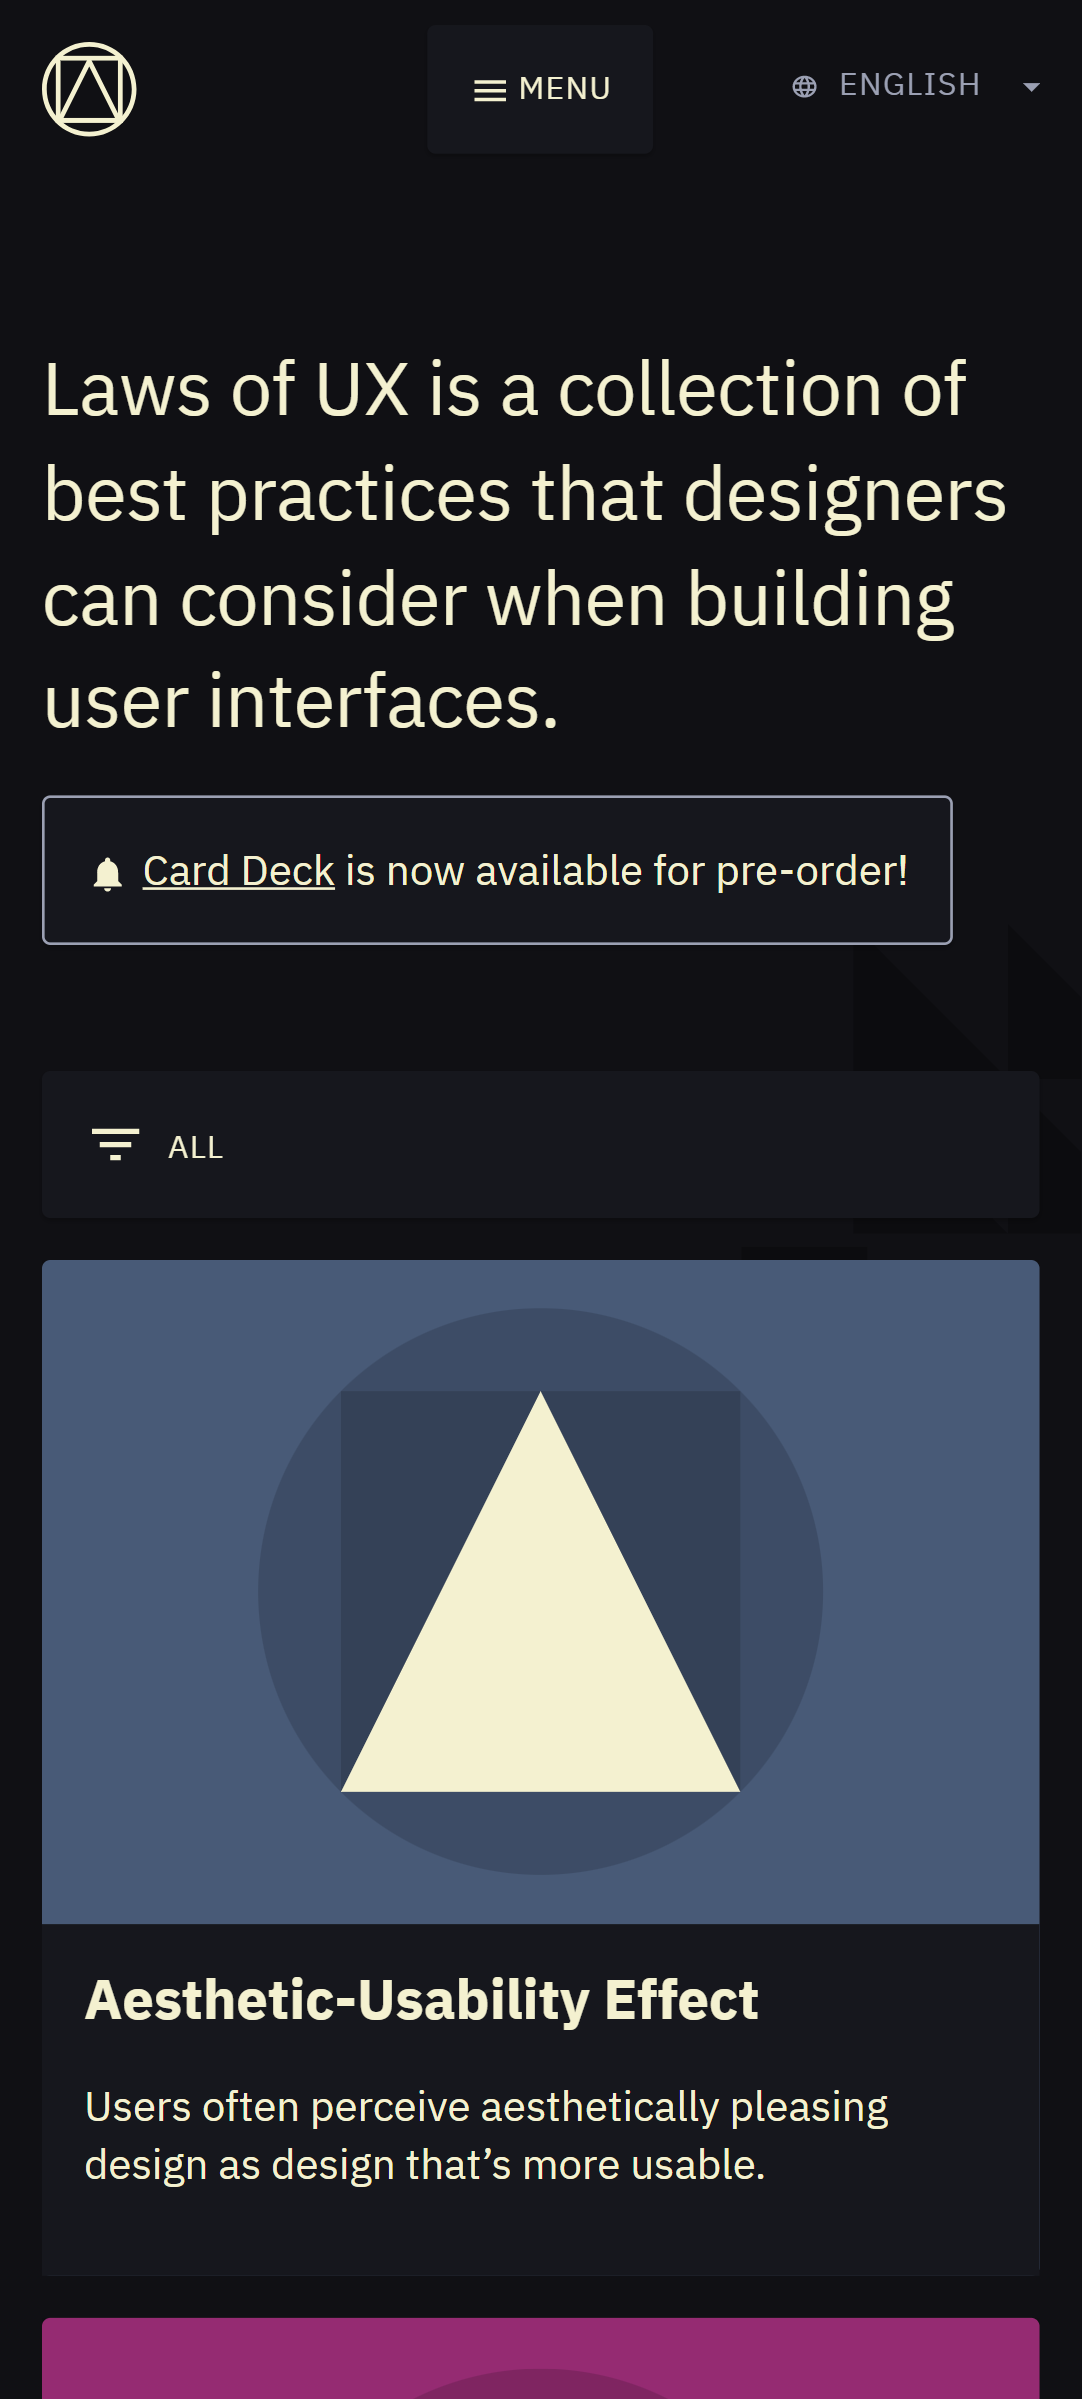 MENU
ENGLISH
Laws of UX is a collection of
best practices that designers
can consider when building
user interfaces.
Card Deck is now available for pre-order!
ALL
Aesthetic-Usability Effect
Users often perceive aesthetically pleasing
design as design that’s more usable.